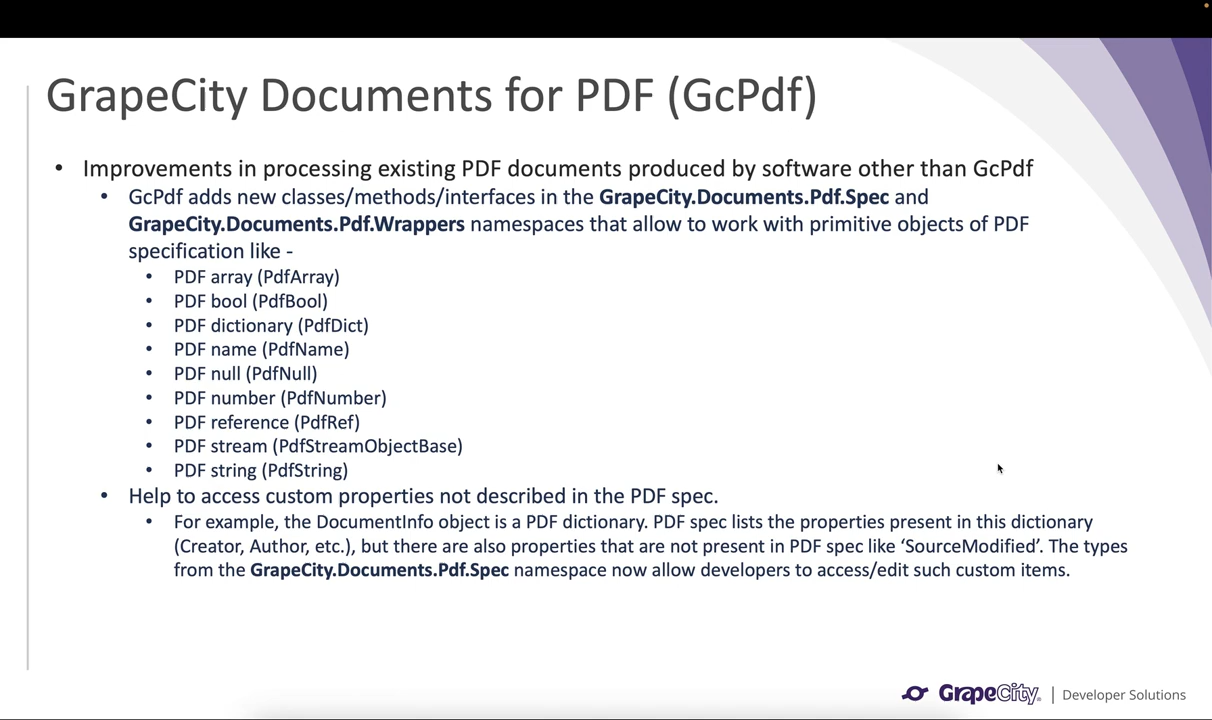 GrapeCity Documents for PDF (GcPdf)
• Improvements in processing existing PDF documents produced by software other than GcPdf
• GcPdf adds new classes/methods/interfaces in the GrapeCity.Documents.Pdf.Spec and
GrapeCity.Documents.Pdf.Wrappers namespaces that allow to work with primitive objects of PDF
specification like -
• PDF array (PdfArray)
• PDF bool (PdfBool)
• PDF dictionary (PdfDict)
• PDF name (PdfName)
• PDF null (PdfNull)
• PDF number (PdfNumber)
• PDF reference (PdfRef)
• PDF stream (PdfStreamObjectBase)
• PDF string (PdfString)
• Help to access custom properties not described in the PDF spec.
• For example, the DocumentInfo object is a PDF dictionary. PDF spec lists the properties present in this dictionary
(Creator, Author, etc.), but there are also properties that are not present in PDF spec like ‘SourceModified’. The types
from the GrapeCity.Documents.Pdf.Spec namespace now allow developers to access/edit such custom items.
GrapeCity. | Developer Solutions